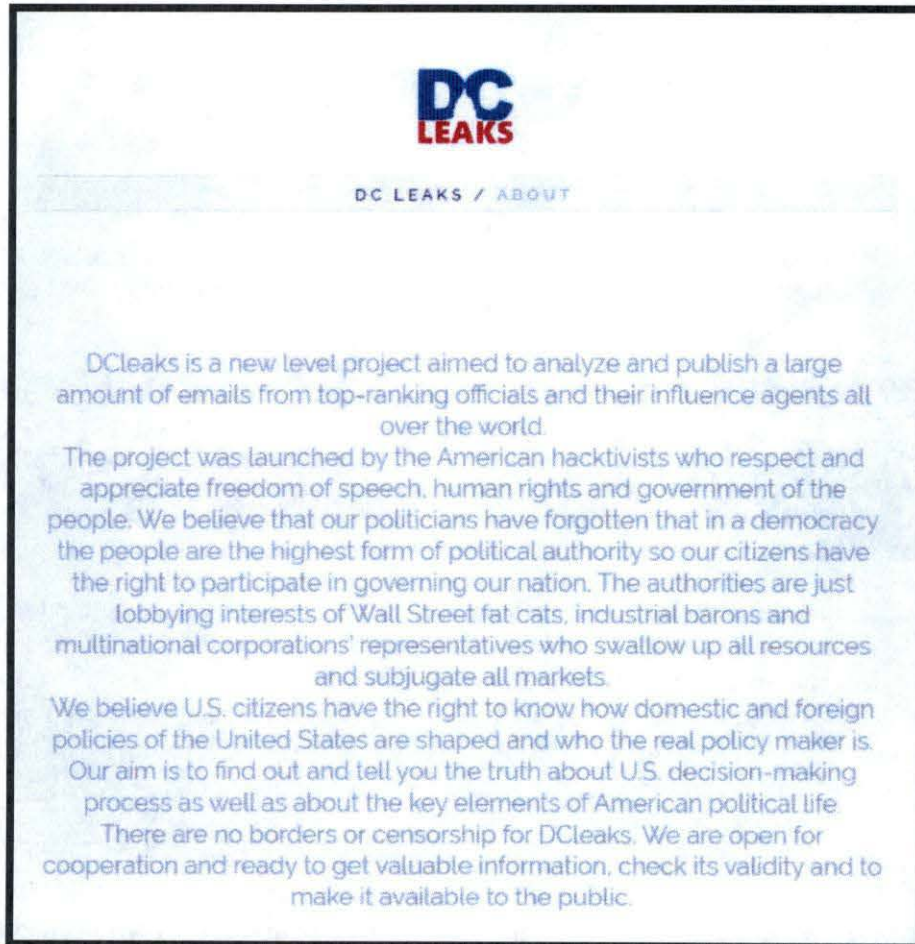 DC
LEAKS
DC LEAKS / ABOUT
DCleaks is a new level project aimed to analyze and publish a large
amount of emails from top-ranking officials and their influence agents all
over the world.
The project was launched by the American hacktivists who respect and
appreciate freedom of speech, human rights and government of the
people. We believe that our politicians have forgotten that in a democracy
the people are the highest form of political authority so our citizens have
the right to participate in governing our nation. The authorities are just
lobbying interests of Wall Street fat cats, industrial barons and
multinational corporations' representatives who swallow up all resources
and subjugate all markets.
We believe U.S. citizens have the right to know how domestic and foreign
policies of the United States are shaped and who the real policy maker is.
Our aim is to find out and tell you the truth about U.S. decision-making
process as well as about the key elements of American political life.
There are no borders or censorship for DCleaks. We are open for
cooperation and ready to get valuable information, check its validity and to
make it available to the public.